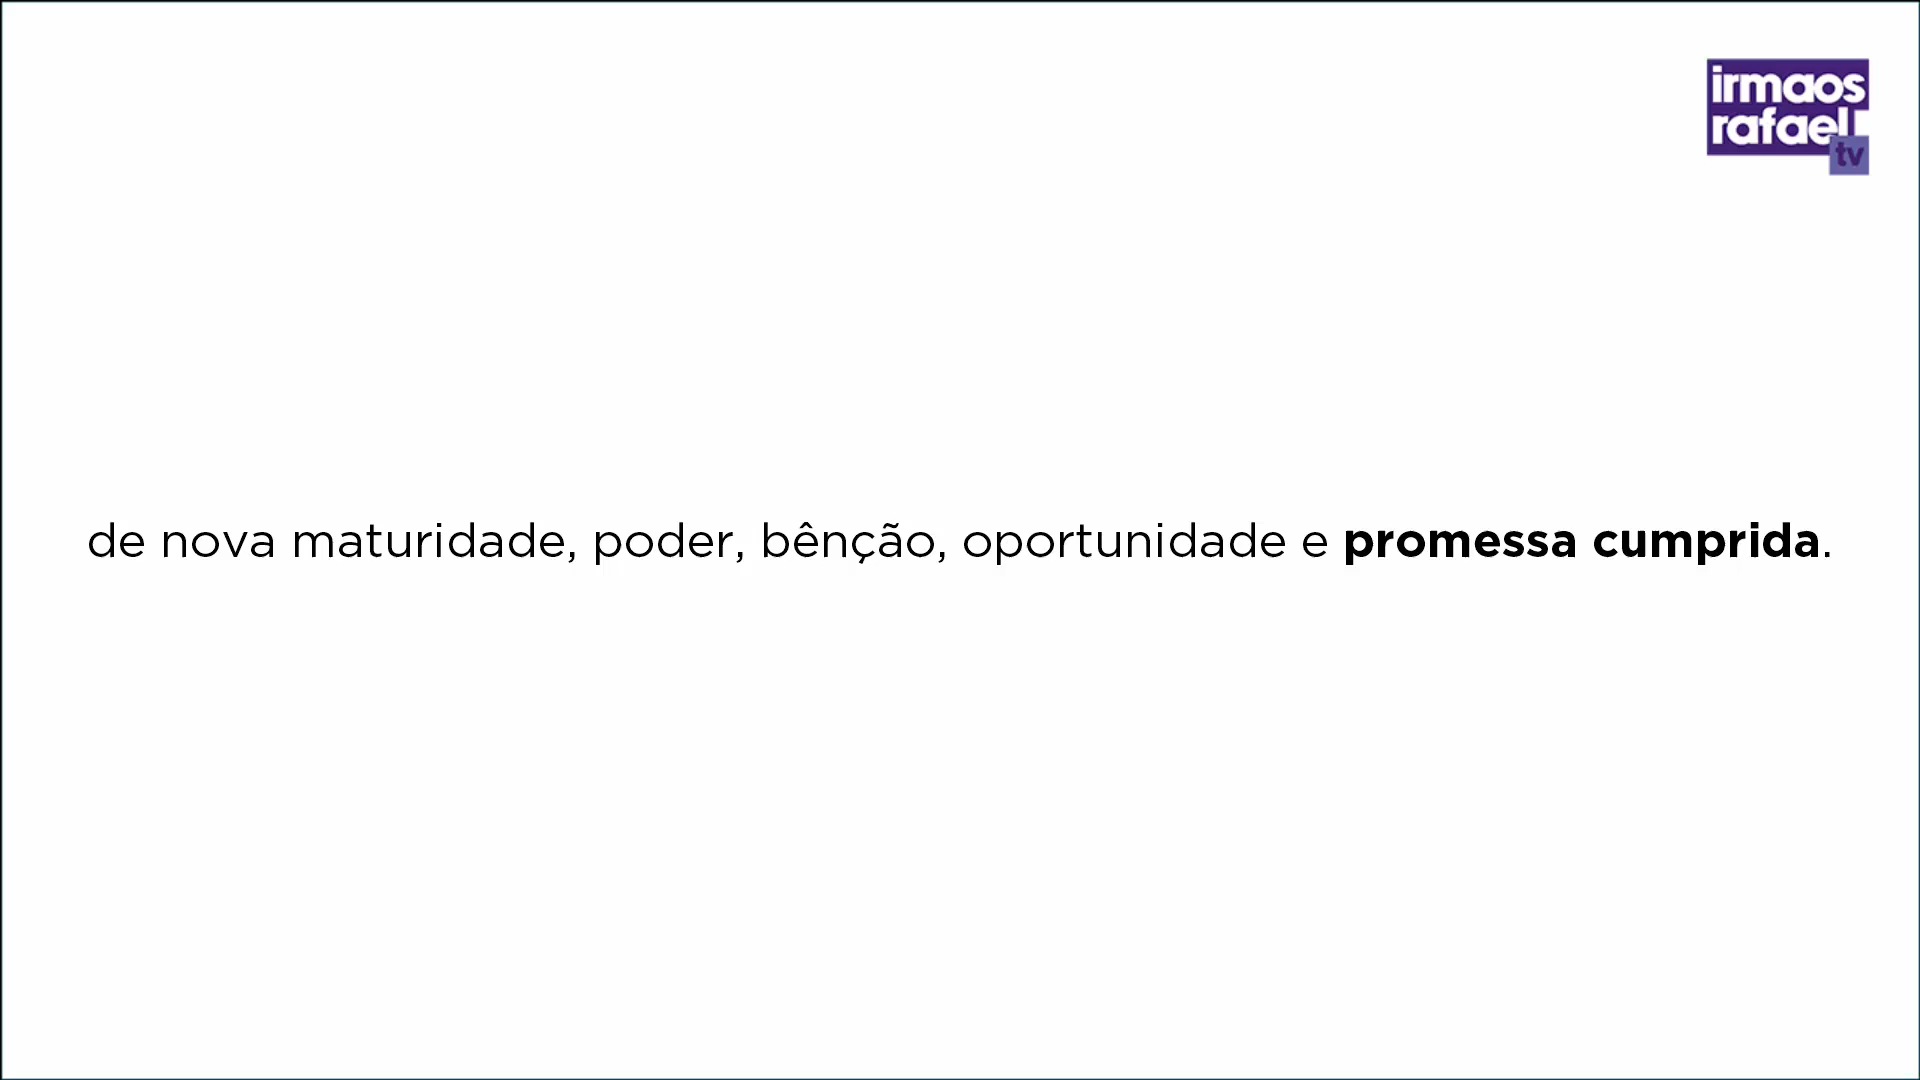 irmaos
rafael
tv
de nova maturidade, poder, bênção, oportunidade e promessa cumprida.